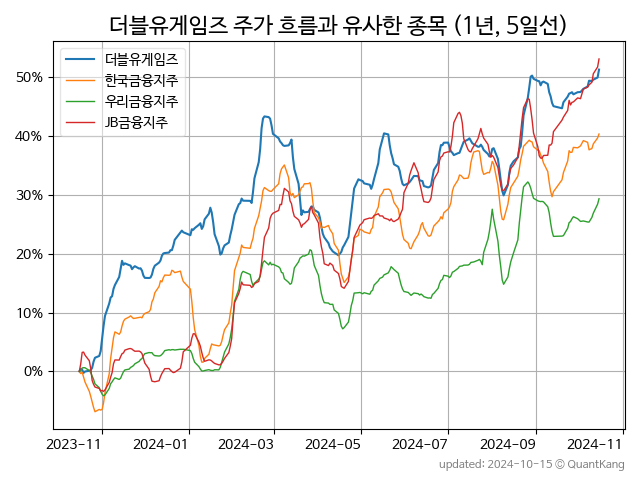 더블유게임즈 주가 흐름과 유사한 종목 (1년, 5일선)
더블유게임즈
한국금융지주
우리금융지주
JB금융지주
50%
40%
30%
20%
10%
0%
2023-11 2024-01 2024-03 2024-05 2024-07 2024-09 2024-11
updated: 2024-10-15 © QuantKang